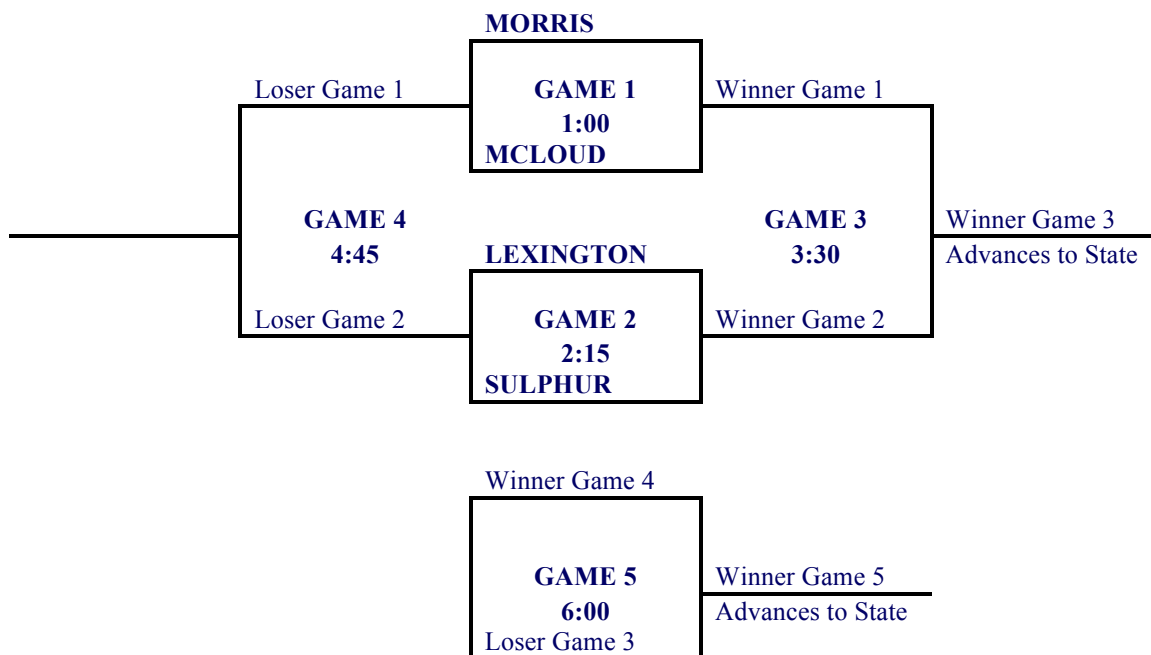 MORRIS
Loser Game 1
GAME 1
Winner Game 1
1:00
MCLOUD
GAME 4
GAME 3
Winner Game 3
4:45
LEXINGTON
3:30
Advances to State
Loser Game 2
GAME 2
Winner Game 2
2:15
SULPHUR
Winner Game 4
GAME 5
Winner Game 5
6:00
Advances to State
Loser Game 3